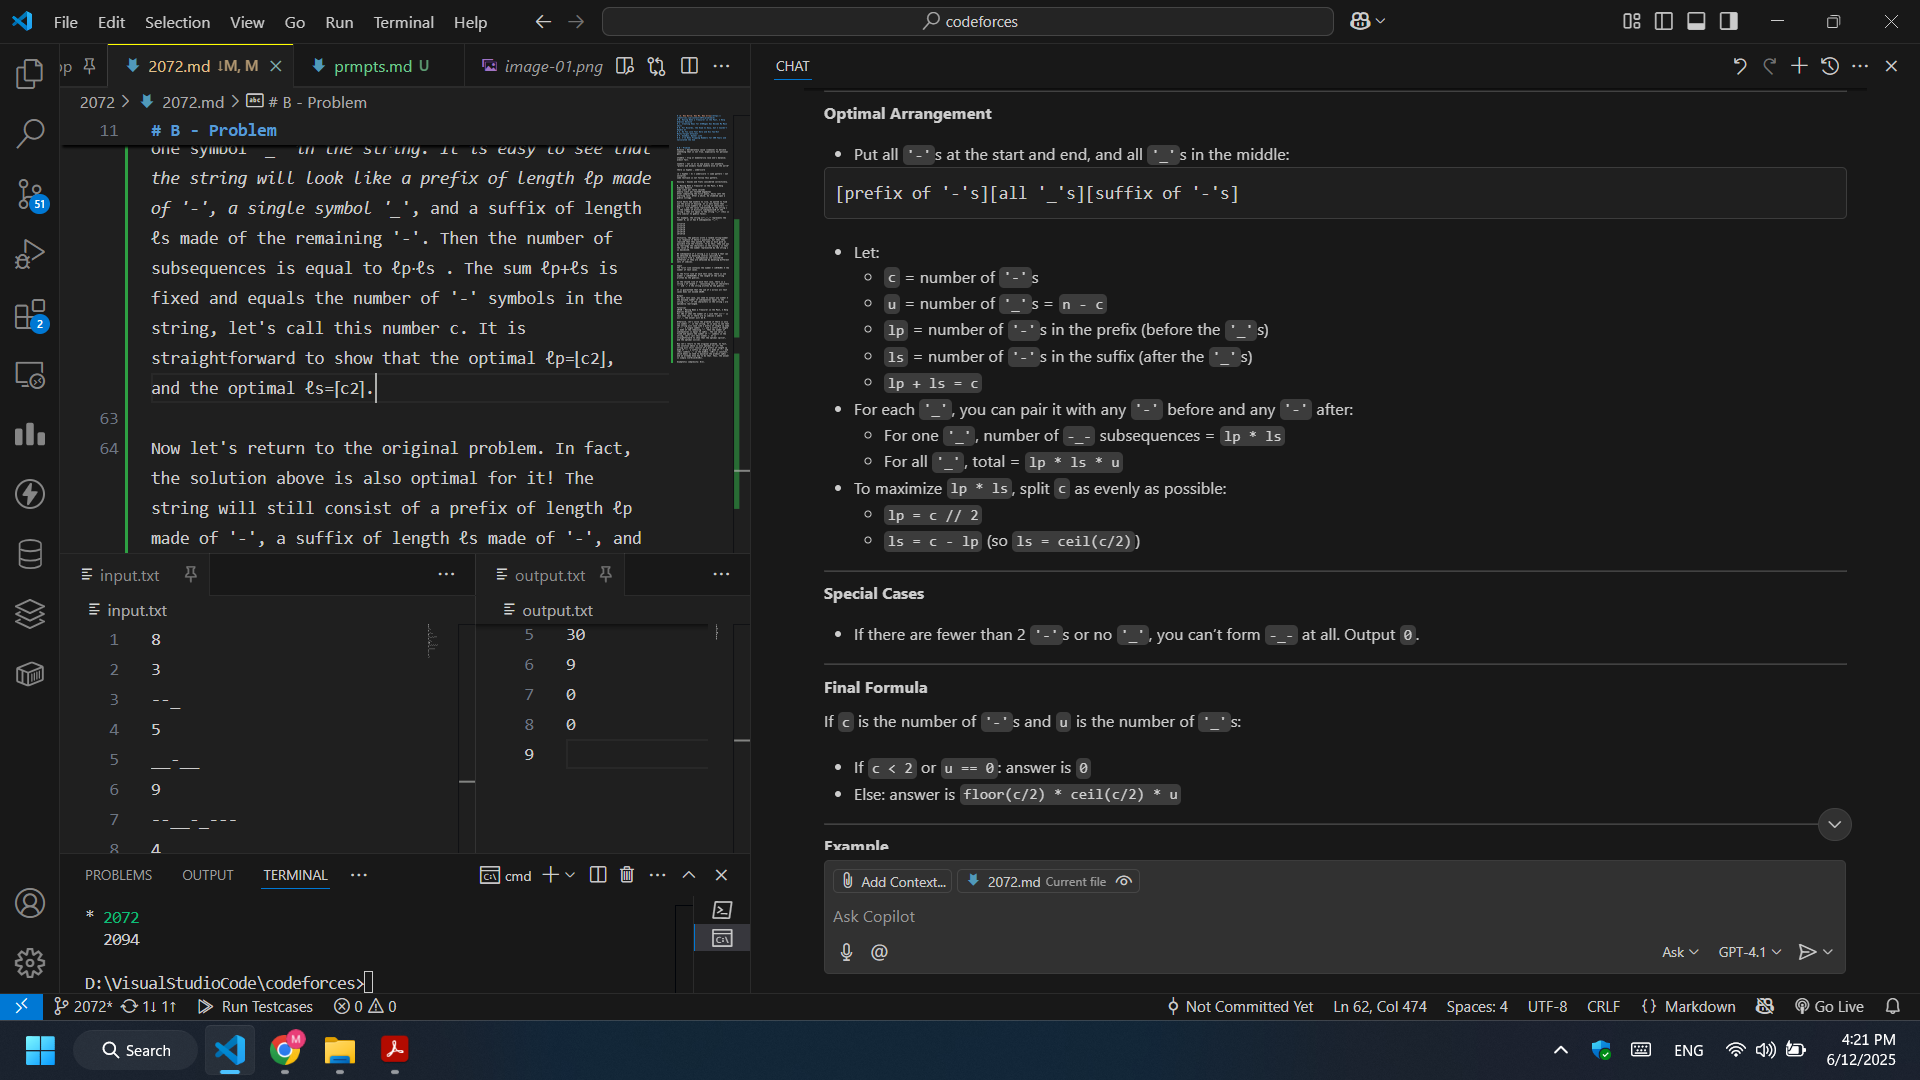 File Edit Selection View Go Run Terminal Help
codeforces
2072.md ↓M, M
prmpts.md U
image-01.png
2072 > 2072.md > # B - Problem
11 # B - Problem
one symbol '_' in the string. It is easy to see that
the string will look like a prefix of length ℓp made
of '-', a single symbol '_', and a suffix of length
ℓs made of the remaining '-'. Then the number of
subsequences is equal to ℓp⋅ℓs . The sum ℓp+ℓs is
fixed and equals the number of '-' symbols in the
string, let's call this number c. It is
straightforward to show that the optimal ℓp=⌊c2⌋,
and the optimal ℓs=⌈c2⌉.
63
64 Now let's return to the original problem. In fact,
the solution above is also optimal for it! The
string will still consist of a prefix of length ℓp
made of '-', a suffix of length ℓs made of '-', and
input.txt
input.txt
1 8
2 3
3 --_
4 5
5 __-__
6 9
7 --__-_---
8 4
output.txt
output.txt
5 30
6 9
7 0
8 0
9
PROBLEMS OUTPUT TERMINAL
cmd
* 2072
2094
D:\VisualStudioCode\codeforces>
CHAT
Optimal Arrangement
• Put all '-'s at the start and end, and all '_'s in the middle:
[prefix of '-'s][all '_'s][suffix of '-'s]
• Let:
c = number of '-'s
u = number of '_'s = n - c
lp = number of '-'s in the prefix (before the '_'s)
ls = number of '-'s in the suffix (after the '_'s)
lp + ls = c
• For each '_', you can pair it with any '-' before and any '-' after:
For one '_', number of -_- subsequences = lp * ls
For all '_', total = lp * ls * u
• To maximize lp * ls, split c as evenly as possible:
lp = c // 2
ls = c - lp (so ls = ceil(c/2))
Special Cases
• If there are fewer than 2 '-'s or no '_', you can't form -_- at all. Output 0.
Final Formula
If c is the number of '-'s and u is the number of '_'s:
• If c < 2 or u == 0: answer is 0
• Else: answer is floor(c/2) * ceil(c/2) * u
Example
Add Context...
2072.md Current file
Ask Copilot
Ask
GPT-4.1
51
2
2072* 1↓ 1↑ Run Testcases 0 0
Not Committed Yet Ln 62, Col 474 Spaces: 4 UTF-8 CRLF {} Markdown Go Live
Search
M
ENG
4:21 PM
6/12/2025